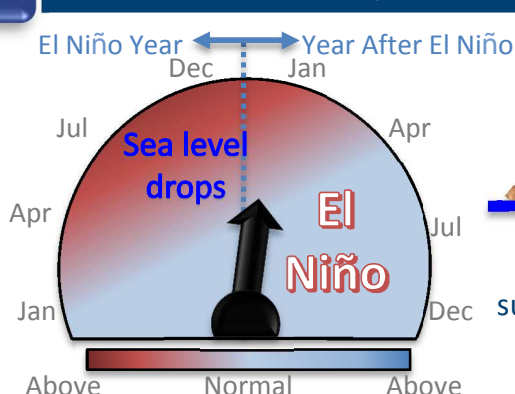 El Niño Year
Year After El Niño
Dec
Jan
Jul
Apr
Sea level
drops
Apr
El
Niño
Jul
Jan
Dec
Above
Normal
Above